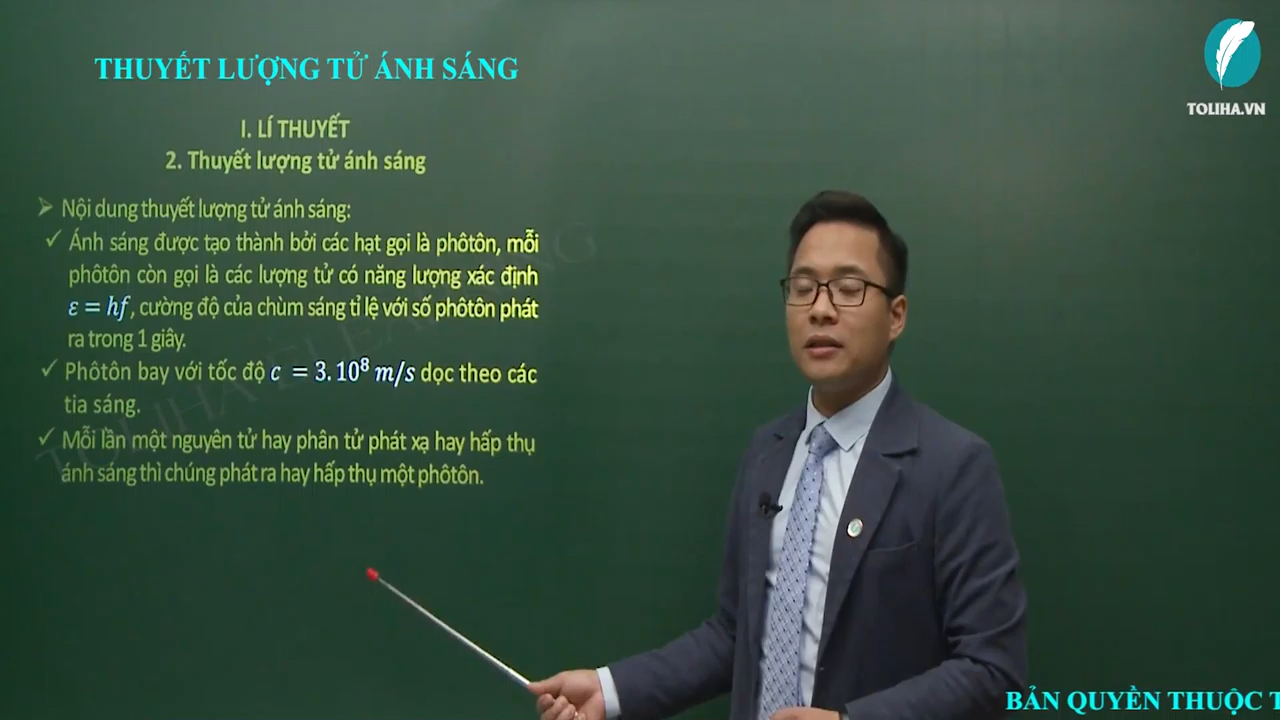 THUYẾT LƯỢNG TỬ ÁNH SÁNG
TOLIHA.VN
I. LÍ THUYẾT
2. Thuyết lượng tử ánh sáng
➢ Nội dung thuyết lượng tử ánh sáng:
✓ Ánh sáng được tạo thành bởi các hạt gọi là phôtôn, mỗi
phôtôn còn gọi là các lượng tử có năng lượng xác định
ε = hf, cường độ của chùm sáng tỉ lệ với số phôtôn phát
ra trong 1 giây.
✓ Phôtôn bay với tốc độ c = 3.10⁸ m/s dọc theo các
tia sáng.
✓ Mỗi lần một nguyên tử hay phân tử phát xạ hay hấp thụ
ánh sáng thì chúng phát ra hay hấp thụ một phôtôn.
BẢN QUYỀN THUỘC T